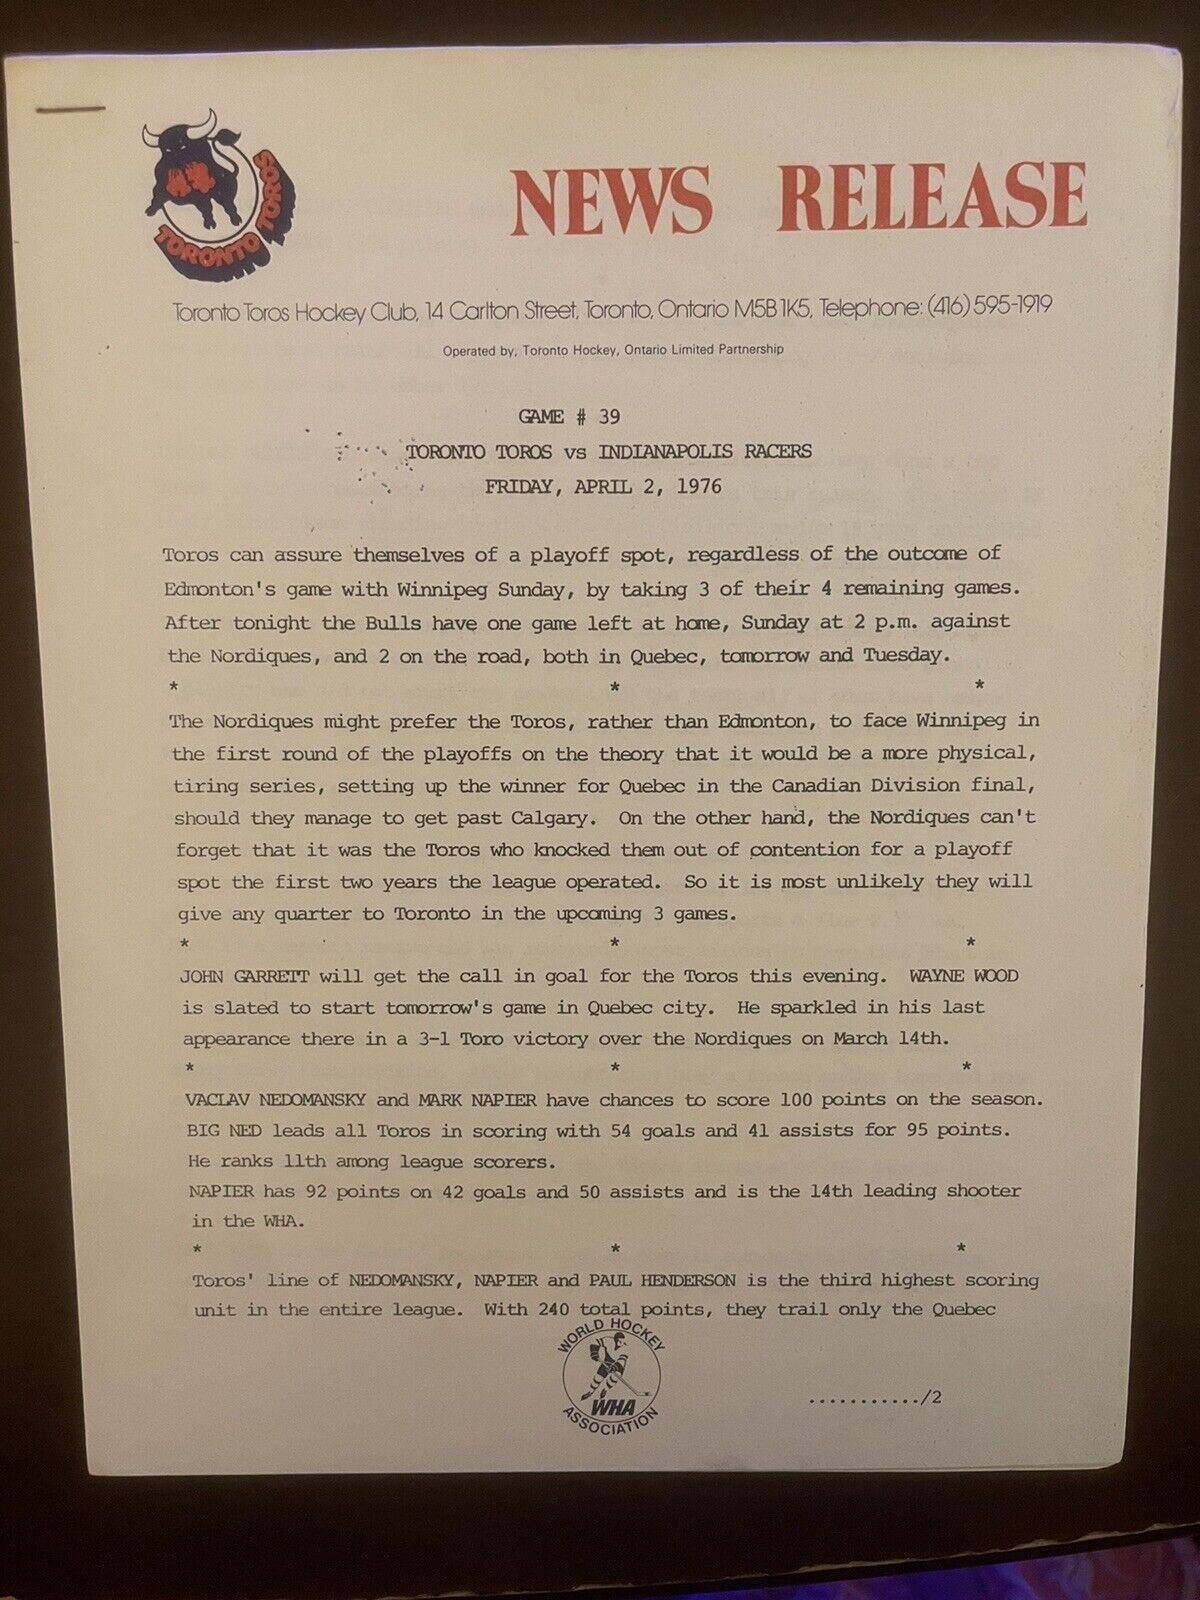 TORONTO TOROS
NEWS RELEASE
Toronto Toros Hockey Club, 14 Carlton Street, Toronto, Ontario M5B 1K5, Telephone: (416) 595-1919
Operated by, Toronto Hockey, Ontario Limited Partnership
GAME # 39
TORONTO TOROS vs INDIANAPOLIS RACERS
FRIDAY, APRIL 2, 1976
Toros can assure themselves of a playoff spot, regardless of the outcome of
Edmonton's game with Winnipeg Sunday, by taking 3 of their 4 remaining games.
After tonight the Bulls have one game left at home, Sunday at 2 p.m. against
the Nordiques, and 2 on the road, both in Quebec, tomorrow and Tuesday.
* * *
The Nordiques might prefer the Toros, rather than Edmonton, to face Winnipeg in
the first round of the playoffs on the theory that it would be a more physical,
tiring series, setting up the winner for Quebec in the Canadian Division final,
should they manage to get past Calgary. On the other hand, the Nordiques can't
forget that it was the Toros who knocked them out of contention for a playoff
spot the first two years the league operated. So it is most unlikely they will
give any quarter to Toronto in the upcoming 3 games.
* * *
JOHN GARRETT will get the call in goal for the Toros this evening. WAYNE WOOD
is slated to start tomorrow's game in Quebec city. He sparkled in his last
appearance there in a 3-1 Toro victory over the Nordiques on March 14th.
* * *
VACLAV NEDOMANSKY and MARK NAPIER have chances to score 100 points on the season.
BIG NED leads all Toros in scoring with 54 goals and 41 assists for 95 points.
He ranks 11th among league scorers.
NAPIER has 92 points on 42 goals and 50 assists and is the 14th leading shooter
in the WHA.
* * *
Toros' line of NEDOMANSKY, NAPIER and PAUL HENDERSON is the third highest scoring
unit in the entire league. With 240 total points, they trail only the Quebec
WORLD HOCKEY
WHA
ASSOCIATION
.........../2